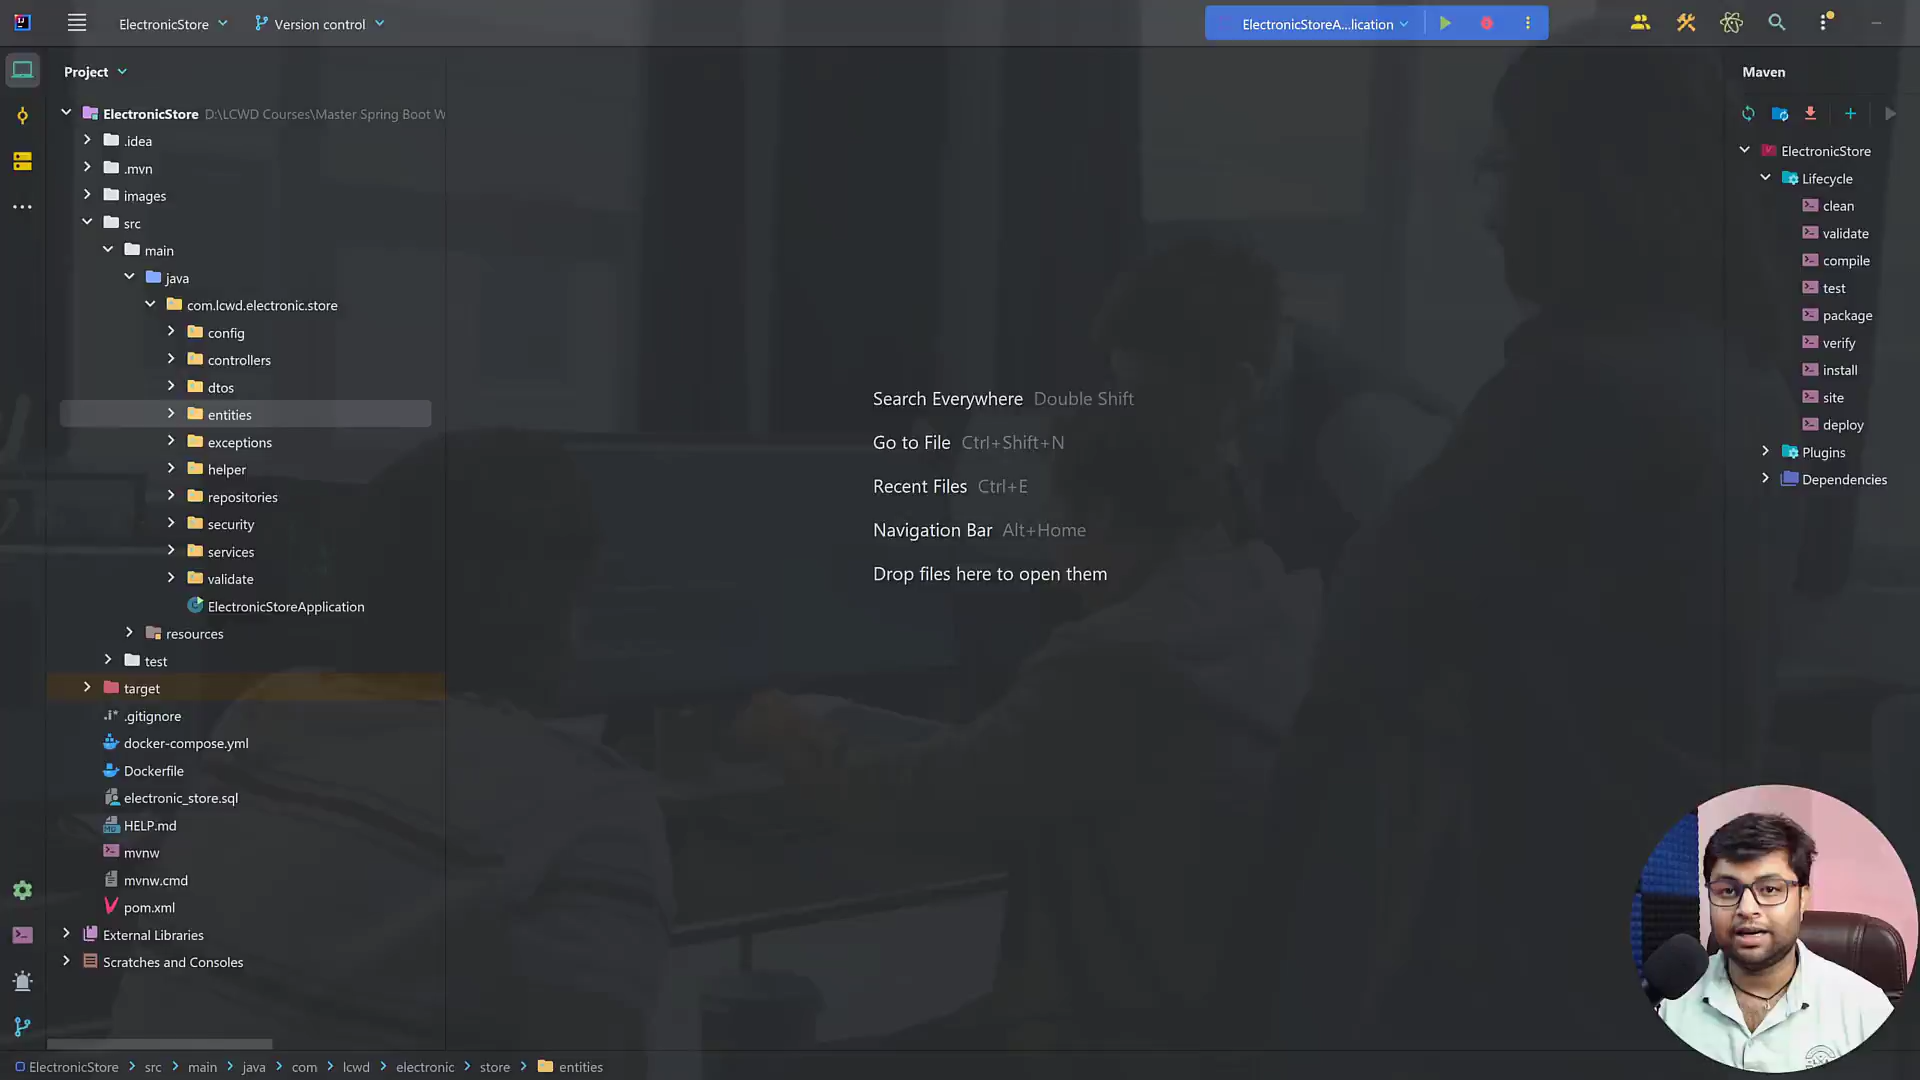 ElectronicStore
Version control
ElectronicStoreA...lication
Project
ElectronicStore D:\LCWD Courses\Master Spring Boot W
.idea
.mvn
images
src
main
java
com.lcwd.electronic.store
config
controllers
dtos
entities
exceptions
helper
repositories
security
services
validate
ElectronicStoreApplication
resources
test
target
.gitignore
docker-compose.yml
Dockerfile
electronic_store.sql
HELP.md
mvnw
mvnw.cmd
pom.xml
External Libraries
Scratches and Consoles
Search Everywhere Double Shift
Go to File Ctrl+Shift+N
Recent Files Ctrl+E
Navigation Bar Alt+Home
Drop files here to open them
Maven
ElectronicStore
Lifecycle
clean
validate
compile
test
package
verify
install
site
deploy
Plugins
Dependencies
ElectronicStore src main java com lcwd electronic store entities